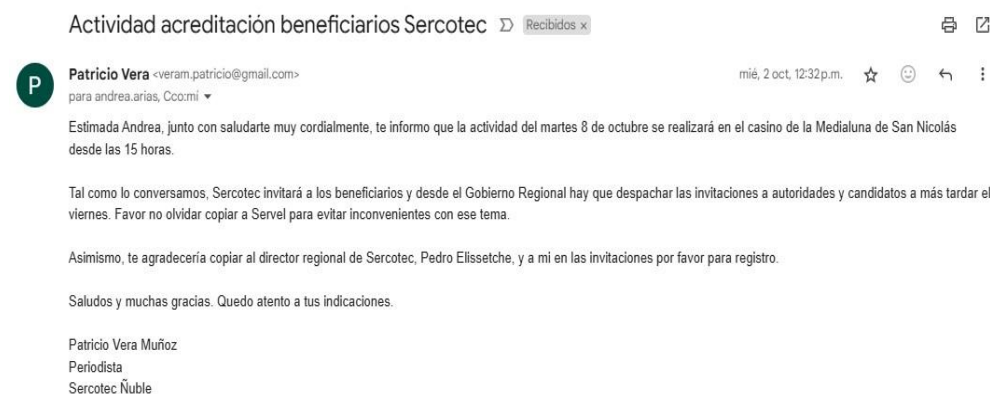 Actividad acreditación beneficiarios Sercotec Recibidos x
P
Patricio Vera <veram.patricio@gmail.com>
mié, 2 oct, 12:32 p.m.
para andrea.arias, Cco:mí
Estimada Andrea, junto con saludarte muy cordialmente, te informo que la actividad del martes 8 de octubre se realizará en el casino de la Medialuna de San Nicolás
desde las 15 horas.
Tal como lo conversamos, Sercotec invitará a los beneficiarios y desde el Gobierno Regional hay que despachar las invitaciones a autoridades y candidatos a más tardar el
viernes. Favor no olvidar copiar a Servel para evitar inconvenientes con ese tema.
Asimismo, te agradecería copiar al director regional de Sercotec, Pedro Elissetche, y a mi en las invitaciones por favor para registro.
Saludos y muchas gracias. Quedo atento a tus indicaciones.
Patricio Vera Muñoz
Periodista
Sercotec Ñuble